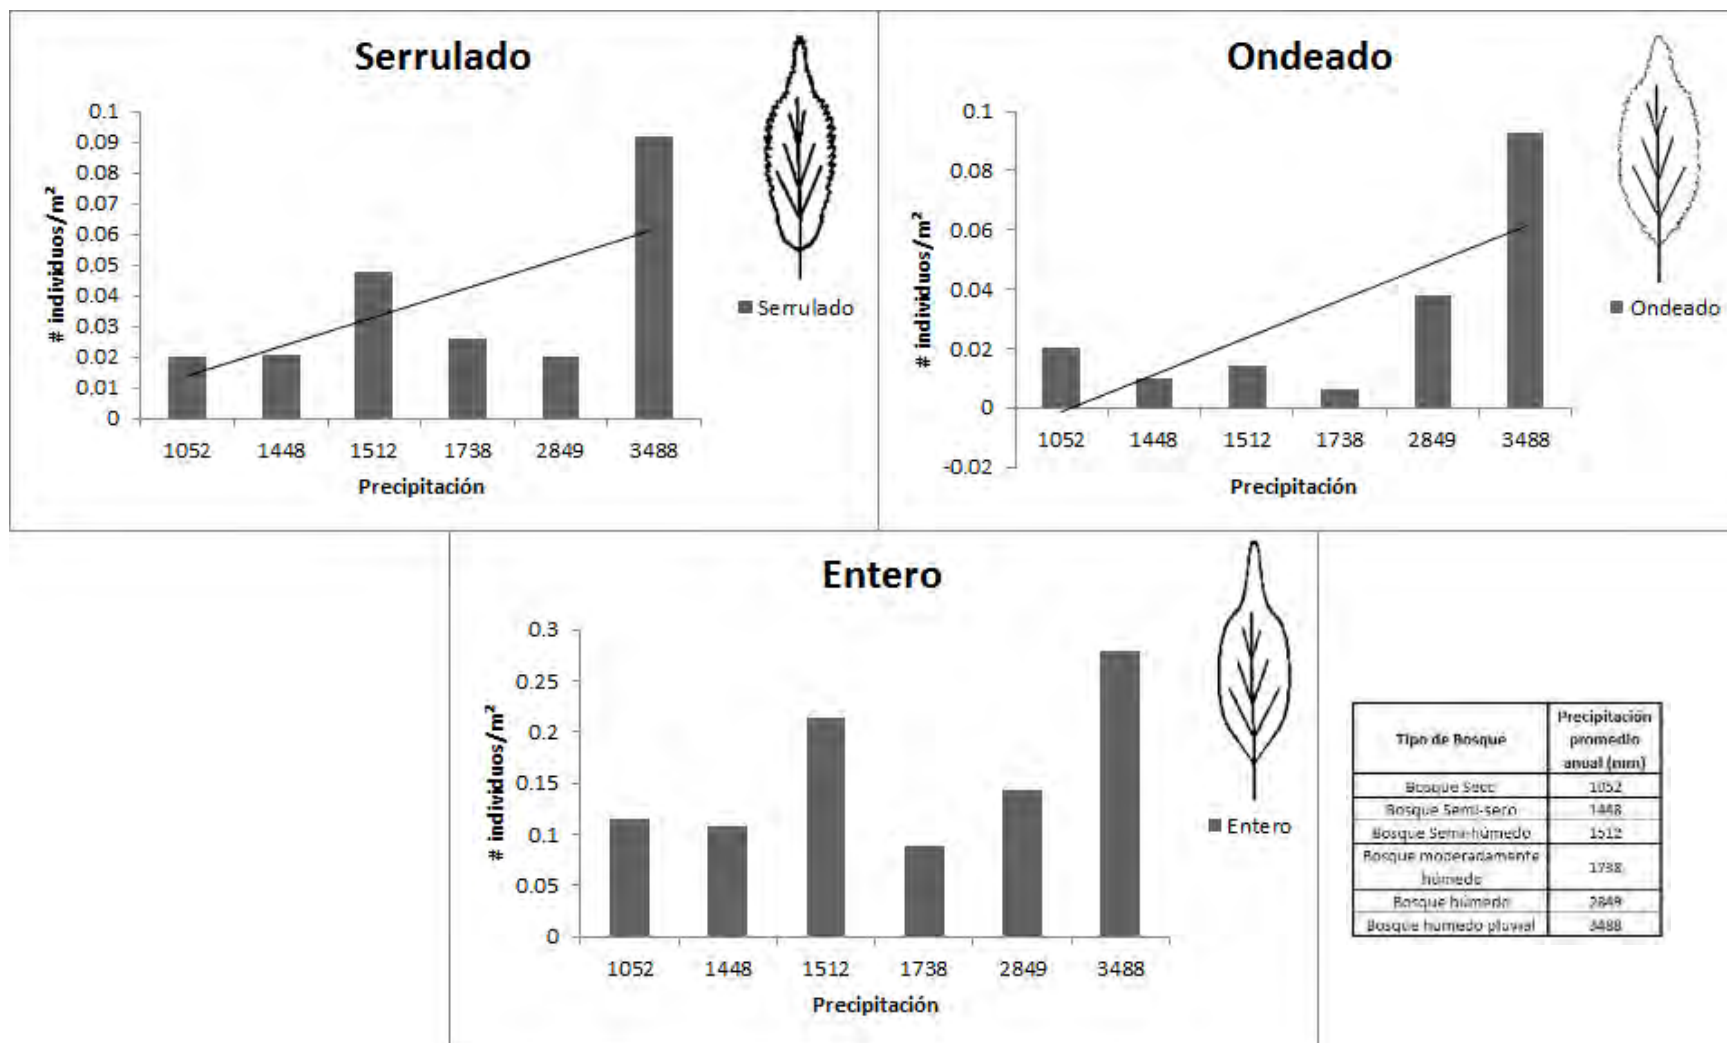 Serrulado
0.1
0.09
0.08
0.07
0.06
0.05
0.04
0.03
0.02
0.01
0
# individuos/m²
1052 1448 1512 1738 2849 3488
Precipitación
Serrulado
Ondeado
0.1
0.08
0.06
0.04
0.02
0
-0.02
# individuos/m²
1052 1448 1512 1738 2849 3488
Precipitación
Ondeado
Entero
0.3
0.25
0.2
0.15
0.1
0.05
0
# individuos/m²
1052 1448 1512 1738 2849 3488
Precipitación
Entero
Tipo de Bosque
Precipitación
promedio
anual (mm)
Bosque Seco 1052
Bosque Semi-seco 1448
Bosque Semi-húmedo 1512
Bosque moderadamente
húmedo
1738
Bosque húmedo 2849
Bosque húmedo pluvial 3488